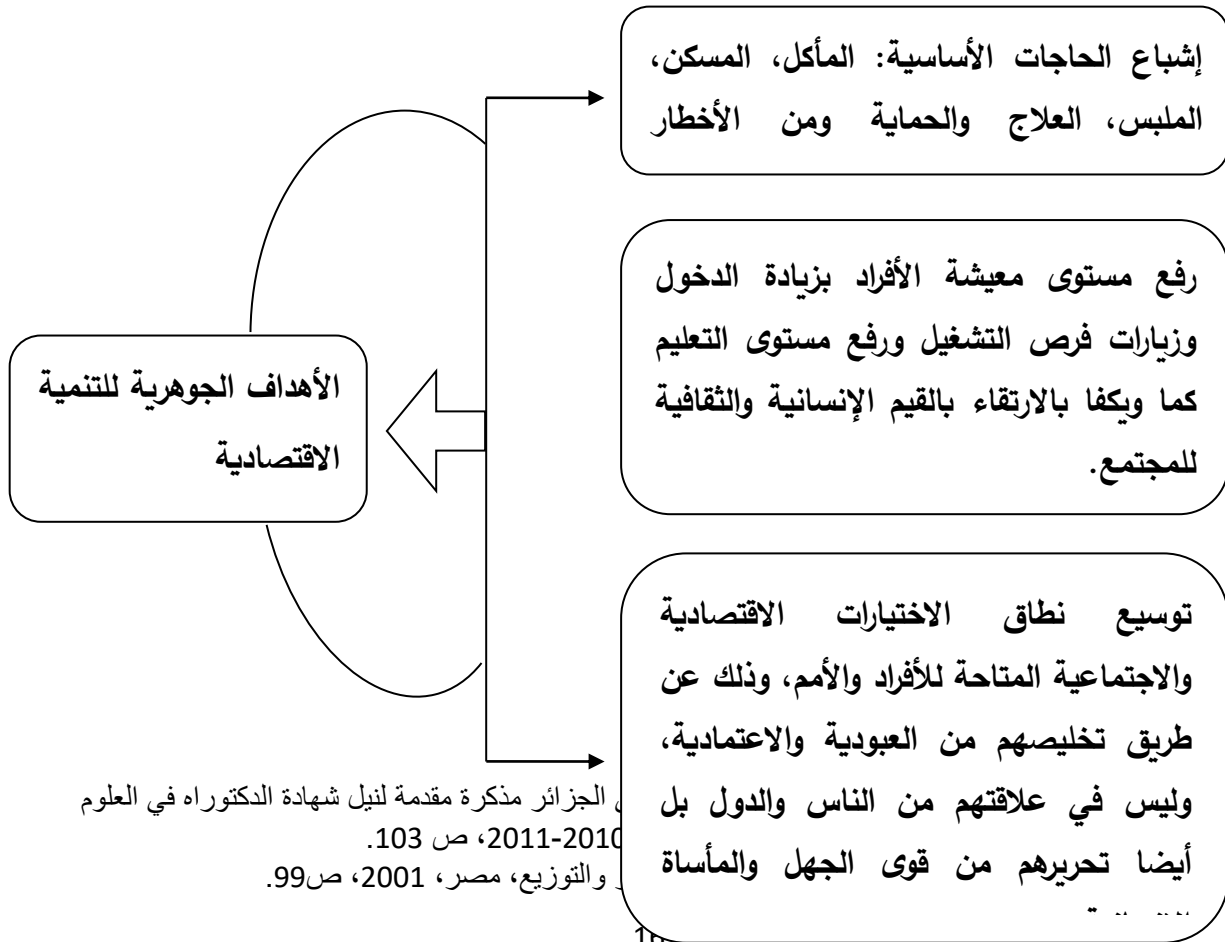 إشباع الحاجات الأساسية: المأكل، المسكن،
الملبس، العلاج والحماية ومن الأخطار
رفع مستوى معيشة الأفراد بزيادة الدخول
وزيارات فرص التشغيل ورفع مستوى التعليم
كما ويكفا بالارتقاء بالقيم الإنسانية والثقافية
للمجتمع.
الأهداف الجوهرية للتنمية
الاقتصادية
توسيع نطاق الاختيارات الاقتصادية
والاجتماعية المتاحة للأفراد والأمم، وذلك عن
طريق تخليصهم من العبودية والاعتمادية،
وليس في علاقتهم من الناس والدول بل
أيضا تحريرهم من قوى الجهل والمأساة
الجزائر مذكرة مقدمة لنيل شهادة الدكتوراه في العلوم
2010-2011، ص 103.
والتوزيع، مصر، 2001، ص99.